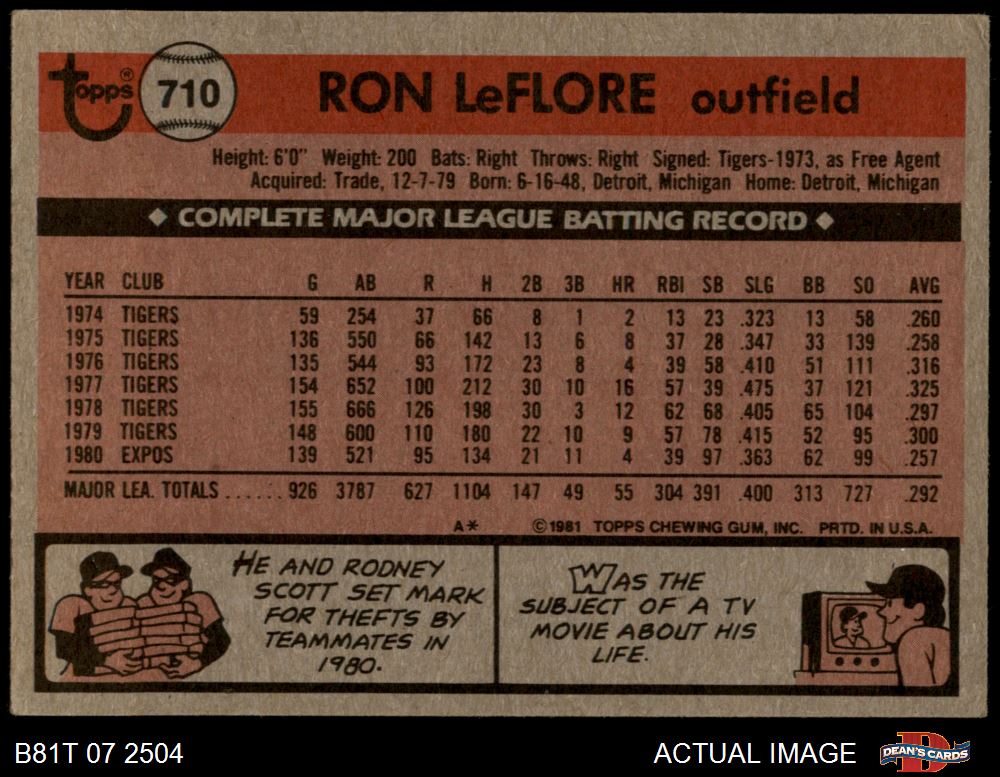 topps® 710 RON LeFLORE outfield
Height: 6'0" Weight: 200 Bats: Right Throws: Right Signed: Tigers-1973, as Free Agent
Acquired: Trade, 12-7-79 Born: 6-16-48, Detroit, Michigan Home: Detroit, Michigan
◆ COMPLETE MAJOR LEAGUE BATTING RECORD ◆
YEAR CLUB G AB R H 2B 3B HR RBI SB SLG BB SO AVG
1974 TIGERS 59 254 37 66 8 1 2 13 23 .323 13 58 .260
1975 TIGERS 136 550 66 142 13 6 8 37 28 .347 33 139 .258
1976 TIGERS 135 544 93 172 23 8 4 39 58 .410 51 111 .316
1977 TIGERS 154 652 100 212 30 10 16 57 39 .475 37 121 .325
1978 TIGERS 155 666 126 198 30 3 12 62 68 .405 65 104 .297
1979 TIGERS 148 600 110 180 22 10 9 57 78 .415 52 95 .300
1980 EXPOS 139 521 95 134 21 11 4 39 97 .363 62 99 .257
MAJOR LEA. TOTALS ...... 926 3787 627 1104 147 49 55 304 391 .400 313 727 .292
A* ©1981 TOPPS CHEWING GUM, INC. PRTD. IN U.S.A.
HE AND RODNEY
SCOTT SET MARK
FOR THEFTS BY
TEAMMATES IN
1980.
WAS THE
SUBJECT OF A TV
MOVIE ABOUT HIS
LIFE.
B81T 07 2504 ACTUAL IMAGE DEAN'S CARDS